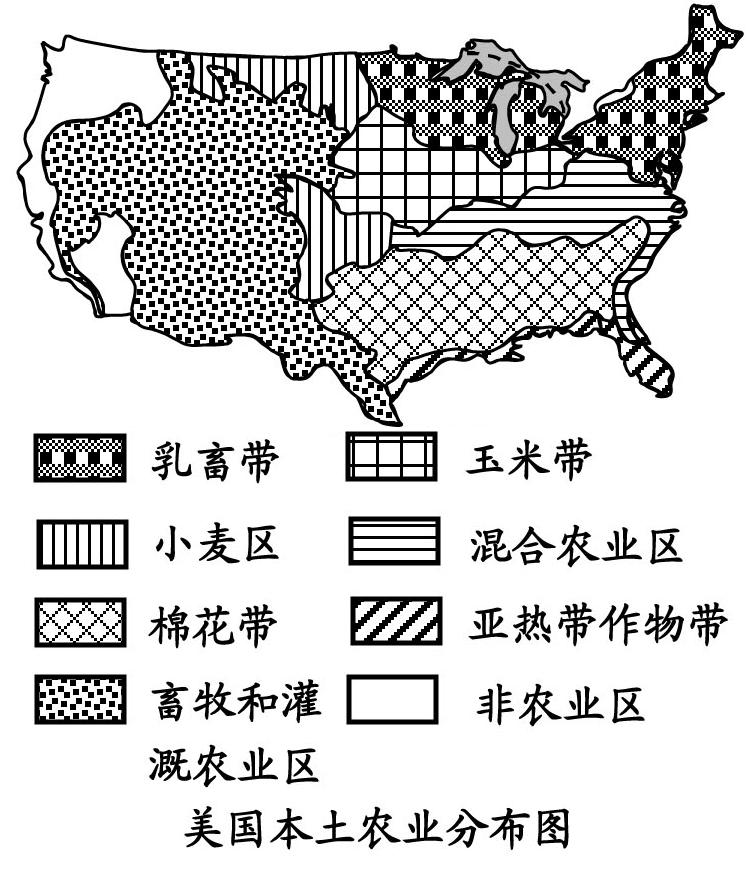 乳畜带 玉米带
小麦区 混合农业区
棉花带 亚热带作物带
畜牧和灌 非农业区
溉农业区
美国本土农业分布图